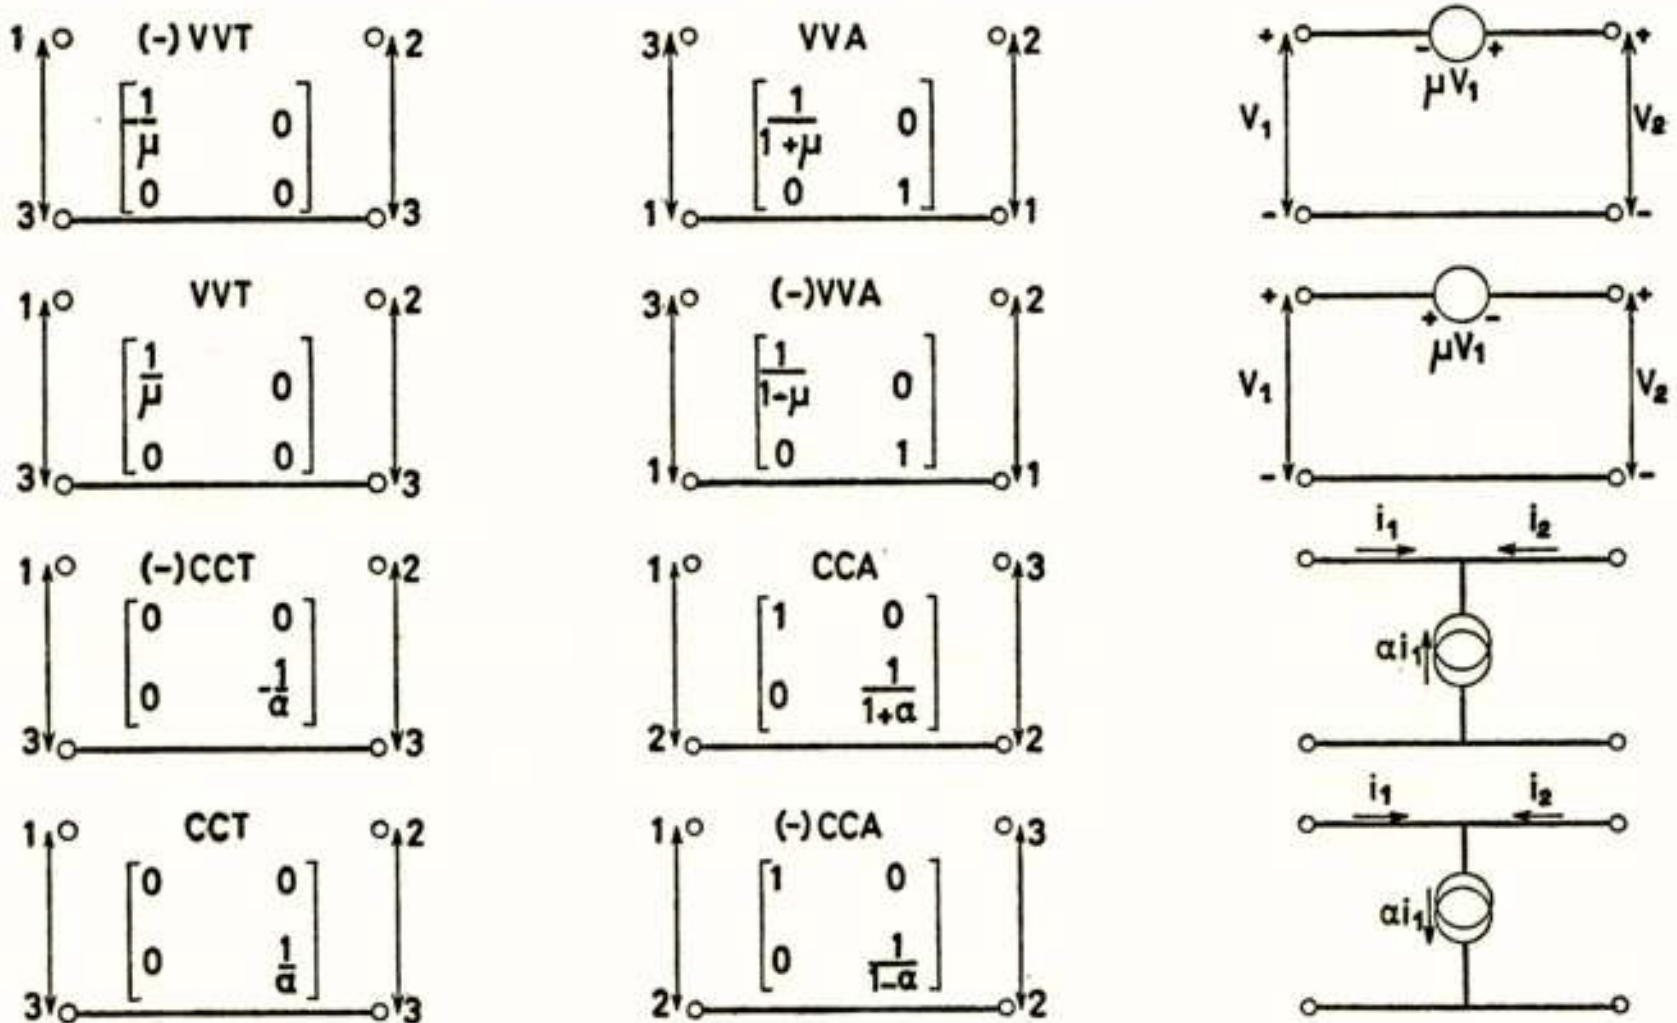 1 (-) VVT 2
-1/μ 0
0 0
3 3
3 VVA 2
1/1+μ 0
0 1
1 1
+ - + +
μV₁
V₁ V₂
- -
1 VVT 2
1/μ 0
0 0
3 3
3 (-)VVA 2
1/1-μ 0
0 1
1 1
+ + - +
μV₁
V₁ V₂
- -
1 (-)CCT 2
0 0
0 -1/α
3 3
1 CCA 3
1 0
0 1/1+α
2 2
i₁ i₂
αi₁
1 CCT 2
0 0
0 1/α
3 3
1 (-)CCA 3
1 0
0 1/1-α
2 2
i₁ i₂
αi₁